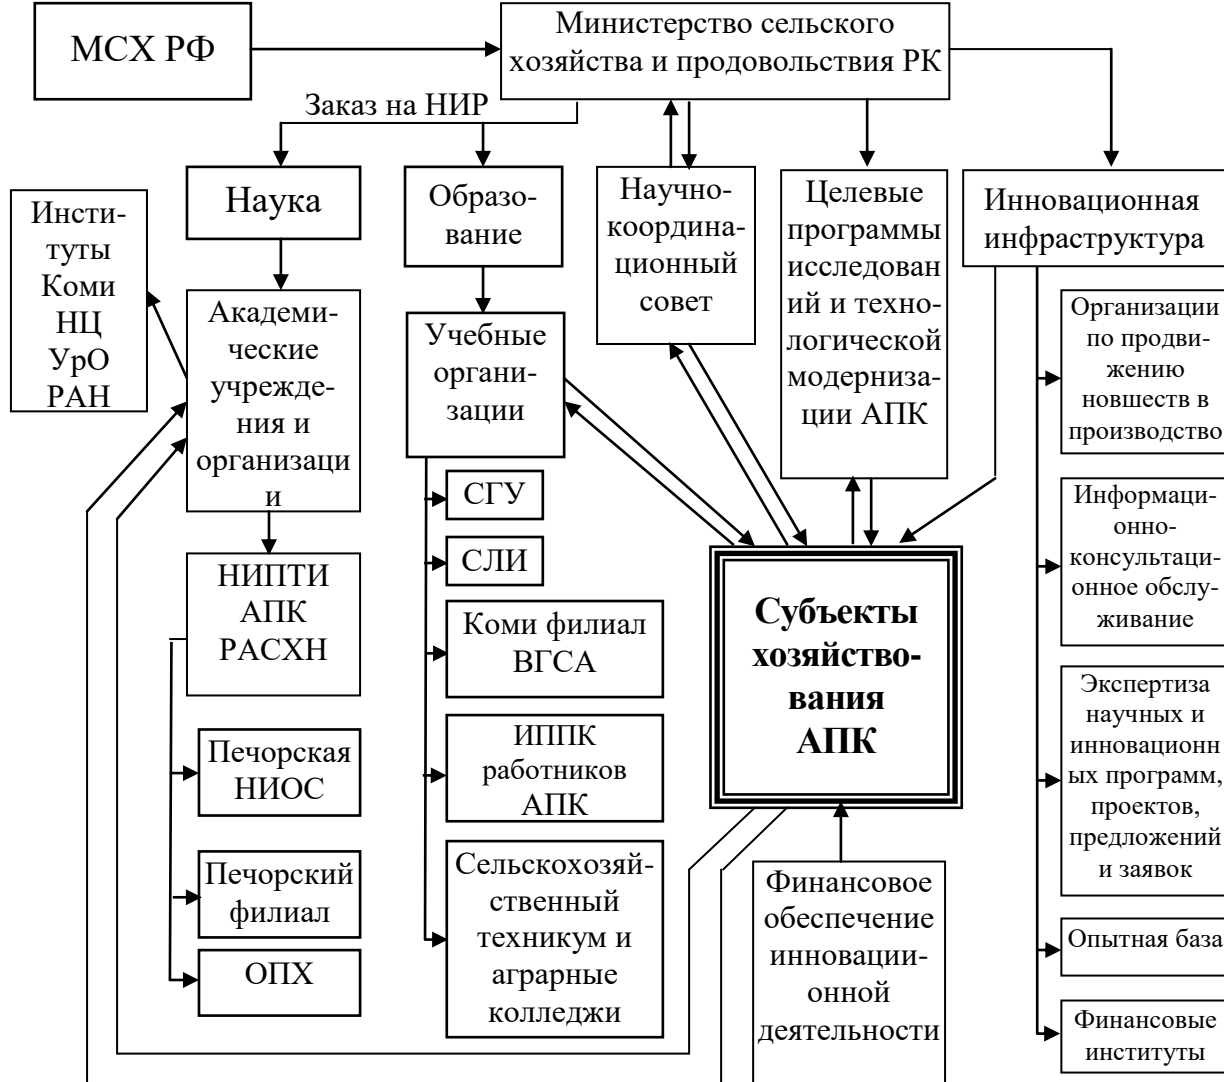 МСХ РФ
Министерство сельского
хозяйства и продовольствия РК
Заказ на НИР
Инсти-
туты
Коми
НЦ
УрО
РАН
Наука
Образо-
вание
Научно-
координа-
ционный
совет
Целевые
программы
исследован
ий и техно-
логической
модерниза-
ции АПК
Инновационная
инфраструктура
Академи-
ческие
учрежде-
ния и
организаци
и
Учебные
органи-
зации
Организации
по продви-
жению
новшеств в
производство
СГУ
СЛИ
Коми филиал
ВГСА
ИППК
работников
АПК
Сельскохозяй-
ственный
техникум и
аграрные
колледжи
НИПТИ
АПК
РАСХН
Печорская
НИОС
Печорский
филиал
ОПХ
Субъекты
хозяйство-
вания
АПК
Финансовое
обеспечение
инноваци-
онной
деятельности
Информаци-
онно-
консультаци-
онное обслу-
живание
Экспертиза
научных и
инновационн
ых программ,
проектов,
предложений
и заявок
Опытная база
Финансовые
институты